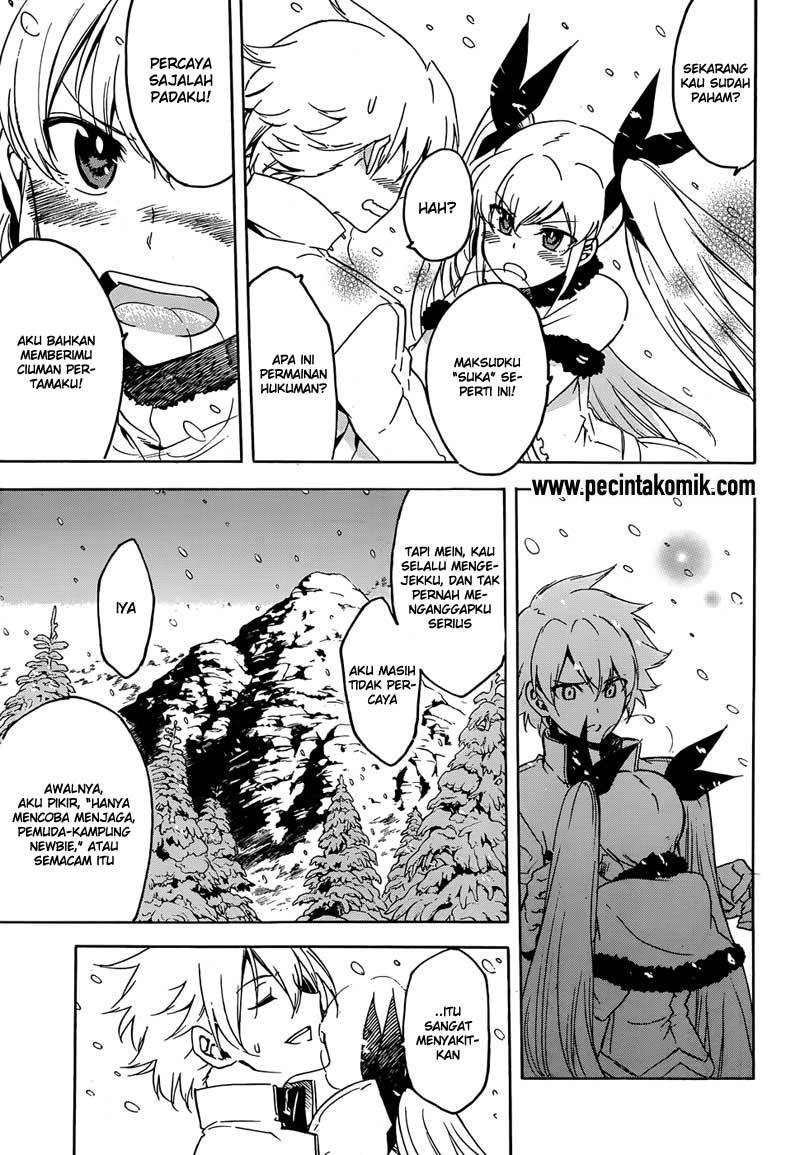 SEKARANG
KAU SUDAH
PAHAM?
HAH?
MAKSUDKU
"SUKA" SE-
PERTI INI!
APA INI
PERMAINAN
HUKUMAN?
PERCAYA
SAJALAH
PADAKU!
AKU BAHKAN
MEMBERIMU
CIUMAN PER-
TAMAKU!
www.pecintakomik.com
TAPI MEIN, KAU
SELALU MENGE-
JEKKU, DAN TAK
PERNAH ME-
NGANGGAPKU
SERIUS
AKU MASIH
TIDAK PER-
CAYA
IYA
AWALNYA,
AKU PIKIR, "HANYA
MENCOBA MENJAGA,
PEMUDA-KAMPUNG
NEWBIE," ATAU
SEMACAM ITU
..ITU
SANGAT
MENYAKIT-
KAN